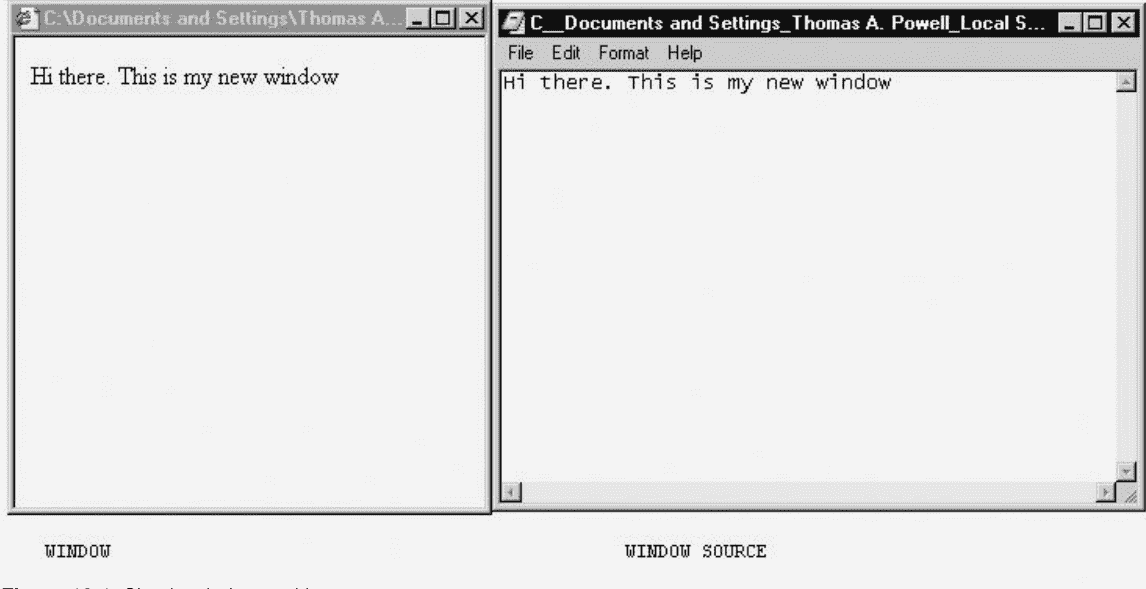 C:\Documents and Settings\Thomas A...
Hi there. This is my new window
C__Documents and Settings_Thomas A. Powell_Local S...
File Edit Format Help
Hi there. This is my new window
WINDOW
WINDOW SOURCE